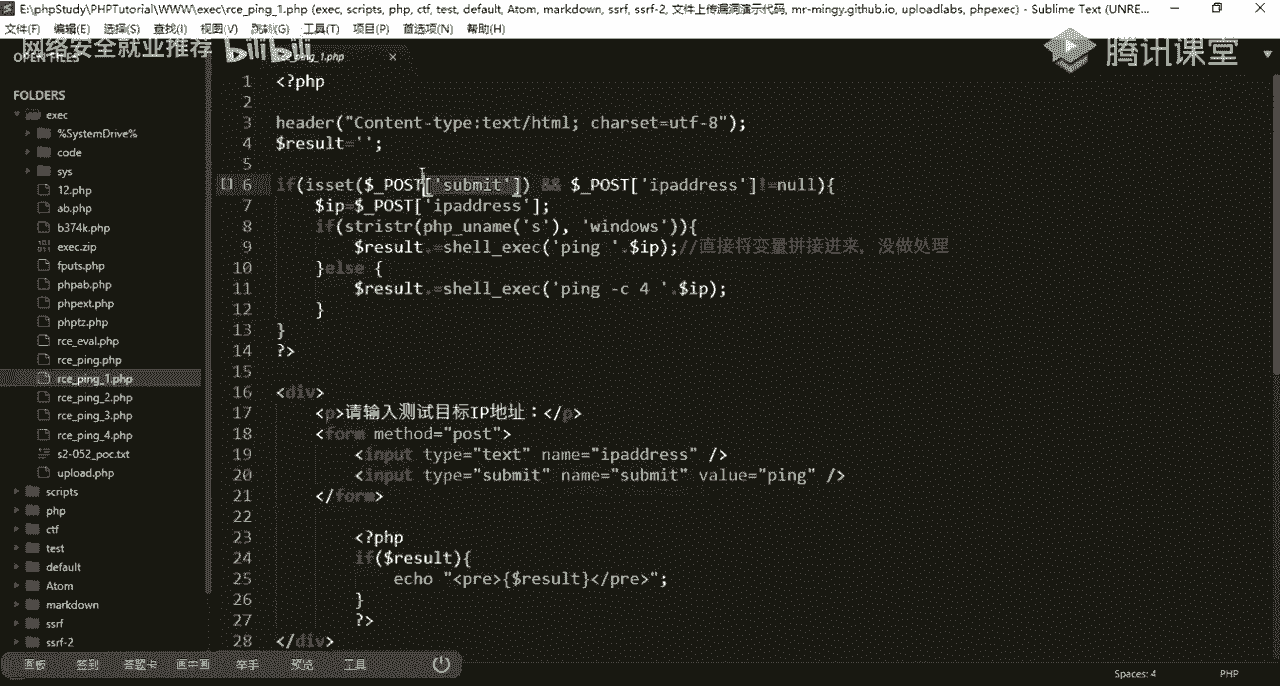 E:\phpStudy\PHPTutorial\WWW\exec\rce_ping_1.php (exec, scripts, php, ctf, test, default, Atom, markdown, ssrf, ssrf-2, 文件上传漏洞演示代码, mr-mingy.github.io, uploadlabs, phpexec) - Sublime Text (UNRE...
文件(F) 编辑(E) 选择(S) 查找(I) 视图(V) 跳转(G) 工具(T) 项目(P) 首选项(N) 帮助(H)
网络安全就业推荐 bilibili
腾讯课堂
OPEN FILES
rce_ping_1.php
FOLDERS
exec
%SystemDrive%
code
sys
12.php
ab.php
b374k.php
exec.zip
fputs.php
phpab.php
phpext.php
phptz.php
rce_eval.php
rce_ping.php
rce_ping_1.php
rce_ping_2.php
rce_ping_3.php
rce_ping_4.php
s2-052_poc.txt
upload.php
scripts
php
ctf
test
default
Atom
markdown
ssrf
ssrf-2
1 <?php
2
3 header("Content-type:text/html; charset=utf-8");
4 $result='';
5
6 if(isset($_POST['submit']) && $_POST['ipaddress']!=null){
7 $ip=$_POST['ipaddress'];
8 if(stristr(php_uname('s'), 'windows')){
9 $result.=shell_exec('ping '.$ip);//直接将变量拼接进来，没做处理
10 }else {
11 $result.=shell_exec('ping -c 4 '.$ip);
12 }
13 }
14 ?>
15
16 <div>
17 <p>请输入测试目标IP地址：</p>
18 <form method="post">
19 <input type="text" name="ipaddress" />
20 <input type="submit" name="submit" value="ping" />
21 </form>
22
23 <?php
24 if($result){
25 echo "<pre>{$result}</pre>";
26 }
27 ?>
28 </div>
面板 签到 答题卡 画中画 举手 预览 工具
Spaces: 4 PHP